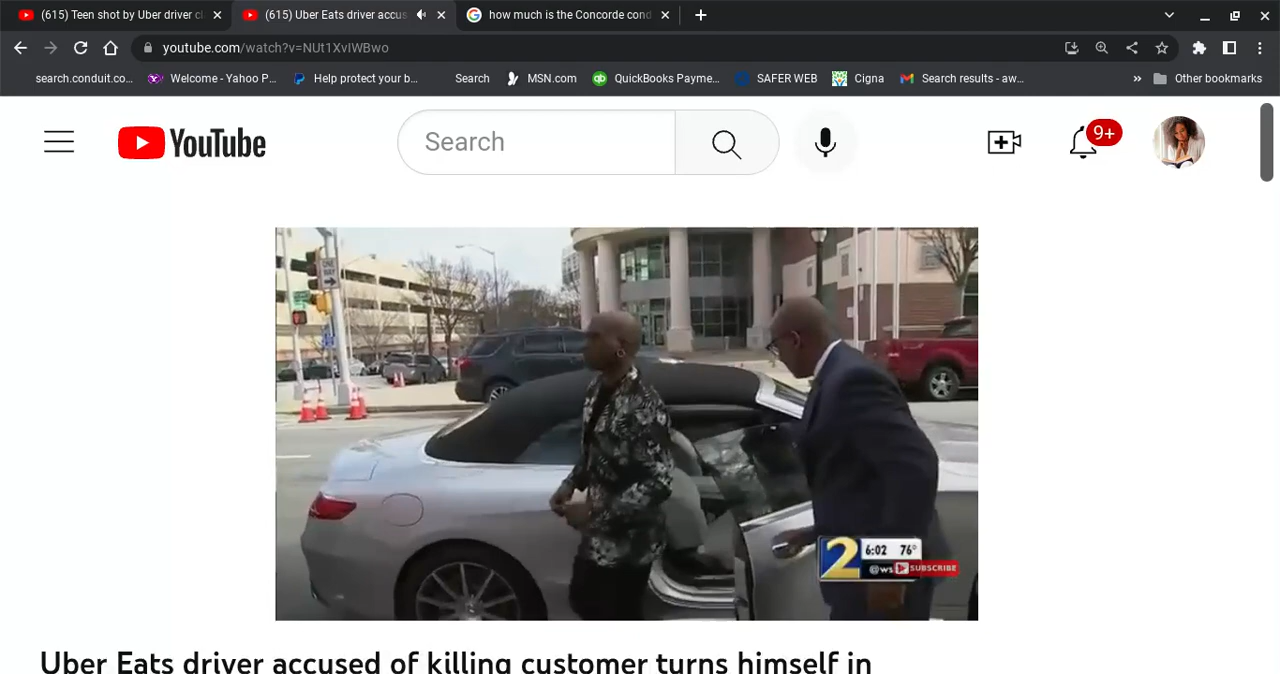 (615) Teen shot by Uber driver cl
(615) Uber Eats driver accus
how much is the Concorde cond
youtube.com/watch?v=NUt1XvIWBwo
search.conduit.co...
Welcome - Yahoo P...
Help protect your b...
Search
MSN.com
QuickBooks Payme...
SAFER WEB
Cigna
Search results - aw...
»
Other bookmarks
YouTube
Search
9+
ONE WAY
2
6:02 76°
@ws
SUBSCRIBE
Uber Eats driver accused of killing customer turns himself in